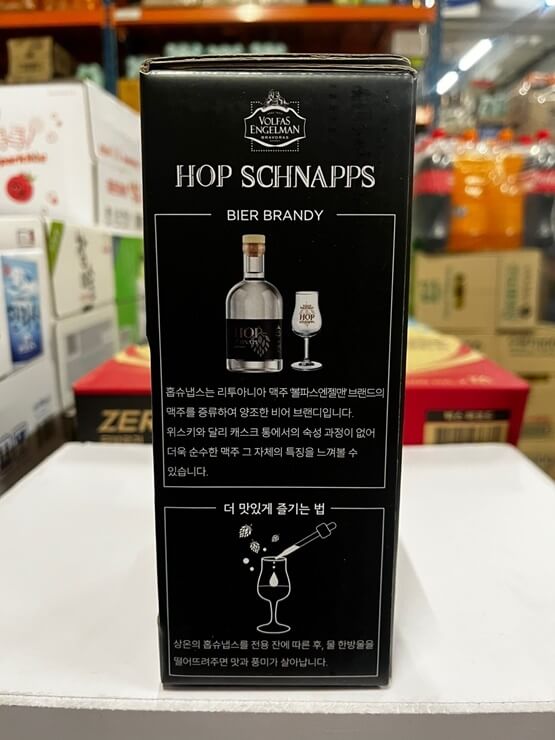 VOLFAS
ENGELMAN
BRAVORAS
HOP SCHNAPPS
BIER BRANDY
HOP
HOP
홉슈냅스는 리투아니아 맥주 '볼파스엔젤맨' 브랜드의
맥주를 증류하여 양조한 비어 브랜디입니다.
위스키와 달리 캐스크 통에서의 숙성 과정이 없어
더욱 순수한 맥주 그 자체의 특징을 느껴볼 수
있습니다.
더 맛있게 즐기는 법
상온의 홉슈냅스를 전용 잔에 따른 후, 물 한방울을
떨어뜨려주면 맛과 풍미가 살아납니다.
ZER